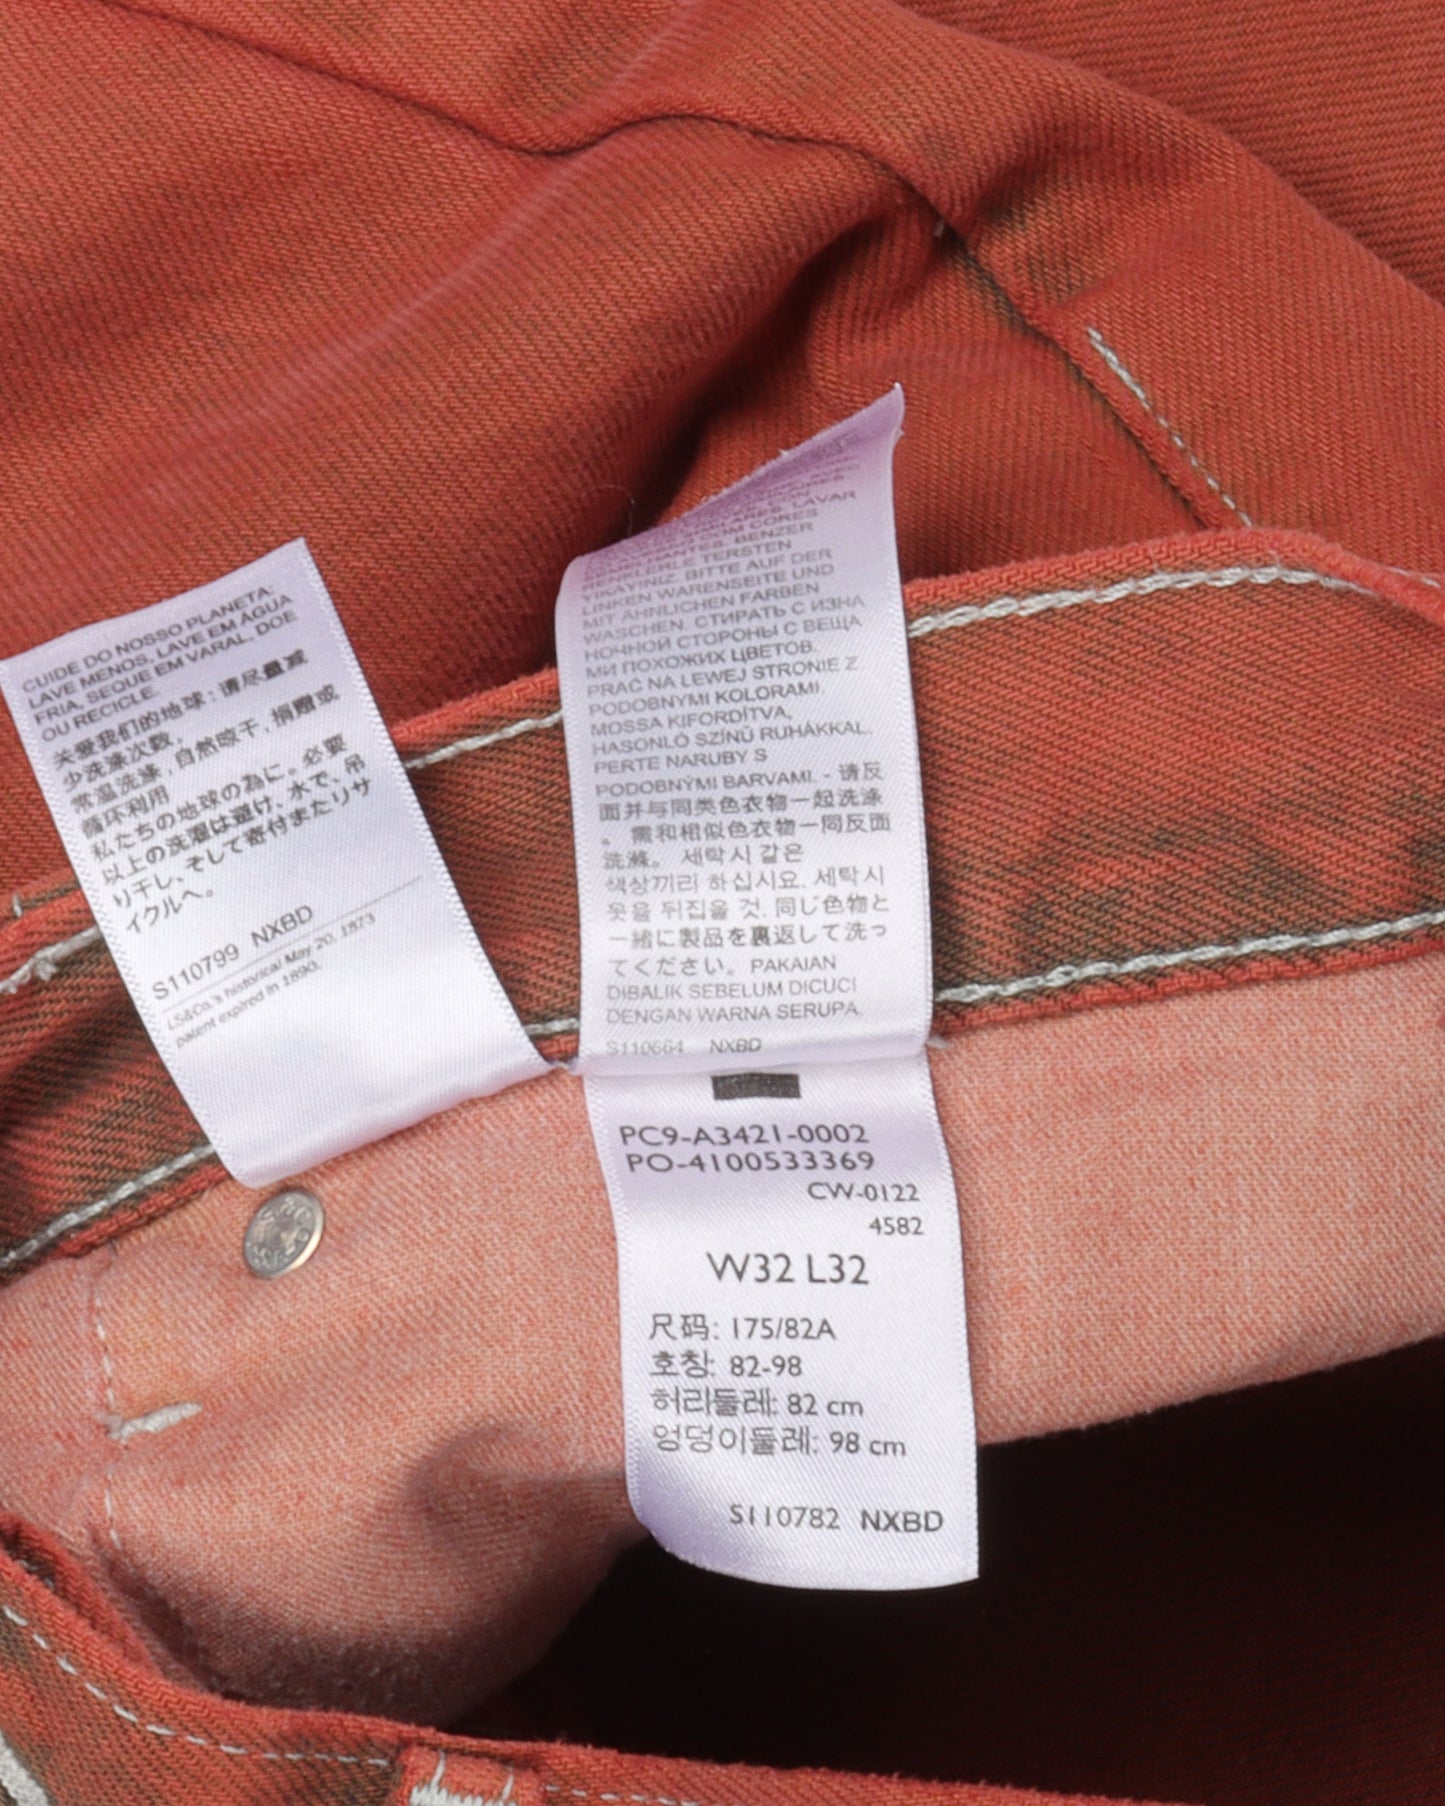 CUIDE DO NOSSO PLANETA:
LAVE MENOS, LAVE EM ÁGUA
FRIA, SEQUE EM VARAL, DOE
OU RECICLE.
关爱我们的地球：请尽量减
少洗涤次数，
常温洗涤，自然晾干，捐赠或
循环利用
私たちの地球の為に。必要
以上の洗濯は避け、水で、吊
り干し、そして寄付またリサ
イクルへ。
S110799 NXBD
LS&Co.'s historical May 20, 1873
patent expired in 1890.
LAVAR
COM CORES
SEMELHANTES. BENZER
RENKLERLE TERSTEN
YIKAYINIZ. BITTE AUF DER
LINKEN WARENSEITE UND
MIT ÄHNLICHEN FARBEN
WASCHEN. СТИРАТЬ С ИЗНА
НОЧНОЙ СТОРОНЫ С ВЕЩА
МИ ПОХОЖИХ ЦВЕТОВ.
PRAĆ NA LEWEJ STRONIE Z
PODOBNYMI KOLORAMI.
MOSSA KIFORDÍTVA,
HASONLÓ SZÍNŰ RUHÁKKAL.
PERTE NARUBY S
PODOBNÝMI BARVAMI. - 请反
面并与同类色衣物一起洗涤
。需和相似色衣物一同反面
洗滌。 세탁시 같은
색상끼리 하십시요. 세탁시
옷을 뒤집을 것. 同じ色物と
一緒に製品を裏返して洗っ
てください。 PAKAIAN
DIBALIK SEBELUM DICUCI
DENGAN WARNA SERUPA.
S110664 NXBD
PC9-A3421-0002
PO-4100533369
CW-0122
4582
W32 L32
尺码: 175/82A
호칭: 82-98
허리둘레: 82 cm
엉덩이둘레: 98 cm
S110782 NXBD